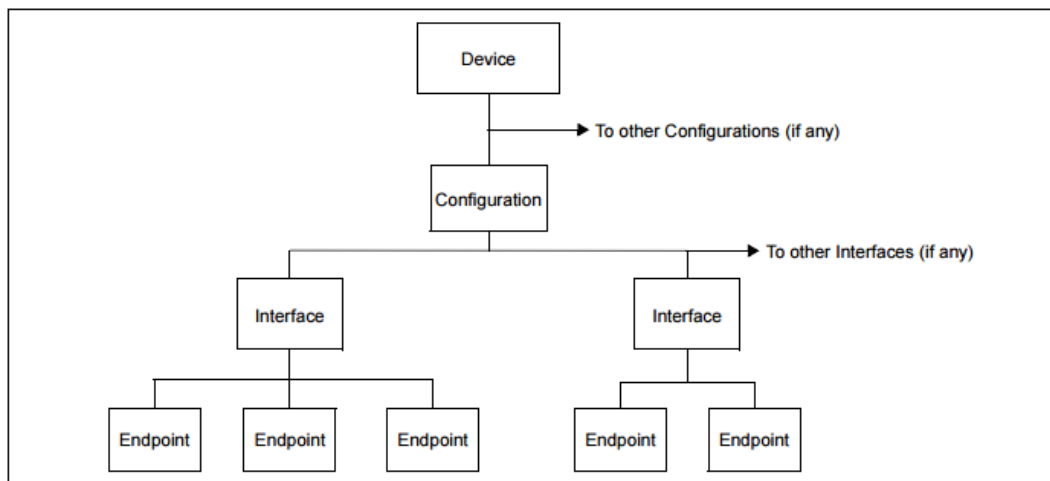 Device
To other Configurations (if any)
Configuration
To other Interfaces (if any)
Interface
Interface
Endpoint
Endpoint
Endpoint
Endpoint
Endpoint